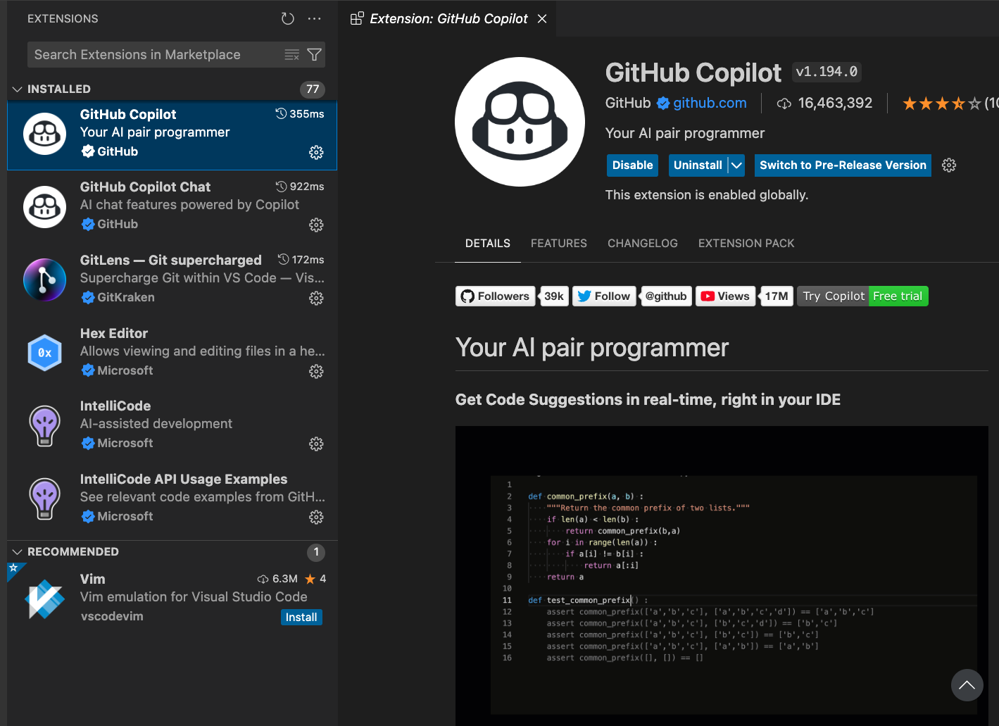 EXTENSIONS
Search Extensions in Marketplace
INSTALLED 77
GitHub Copilot 355ms
Your AI pair programmer
GitHub
GitHub Copilot Chat 922ms
AI chat features powered by Copilot
GitHub
GitLens — Git supercharged 172ms
Supercharge Git within VS Code — Vis...
GitKraken
Hex Editor
0x
Allows viewing and editing files in a he...
Microsoft
IntelliCode
AI-assisted development
Microsoft
IntelliCode API Usage Examples
See relevant code examples from GitH...
Microsoft
RECOMMENDED 1
Vim 6.3M 4
Vim emulation for Visual Studio Code
vscodevim
Install
Extension: GitHub Copilot
GitHub Copilot v1.194.0
GitHub github.com 16,463,392 (10
Your AI pair programmer
Disable Uninstall Switch to Pre-Release Version
This extension is enabled globally.
DETAILS FEATURES CHANGELOG EXTENSION PACK
Followers 39k Follow @github Views 17M Try Copilot Free trial
Your AI pair programmer
Get Code Suggestions in real-time, right in your IDE
1
2 def common_prefix(a, b) :
3 """Return the common prefix of two lists."""
4 if len(a) < len(b) :
5 return common_prefix(b,a)
6 for i in range(len(a)) :
7 if a[i] != b[i] :
8 return a[:i]
9 return a
10
11 def test_common_prefix() :
12 assert common_prefix(['a','b','c'], ['a','b','c','d']) == ['a','b','c']
13 assert common_prefix(['a','b','c'], ['b','c','d']) == ['b','c']
14 assert common_prefix(['a','b','c'], ['b','c']) == ['b','c']
15 assert common_prefix(['a','b','c'], ['a','b']) == ['a','b']
16 assert common_prefix([], []) == []